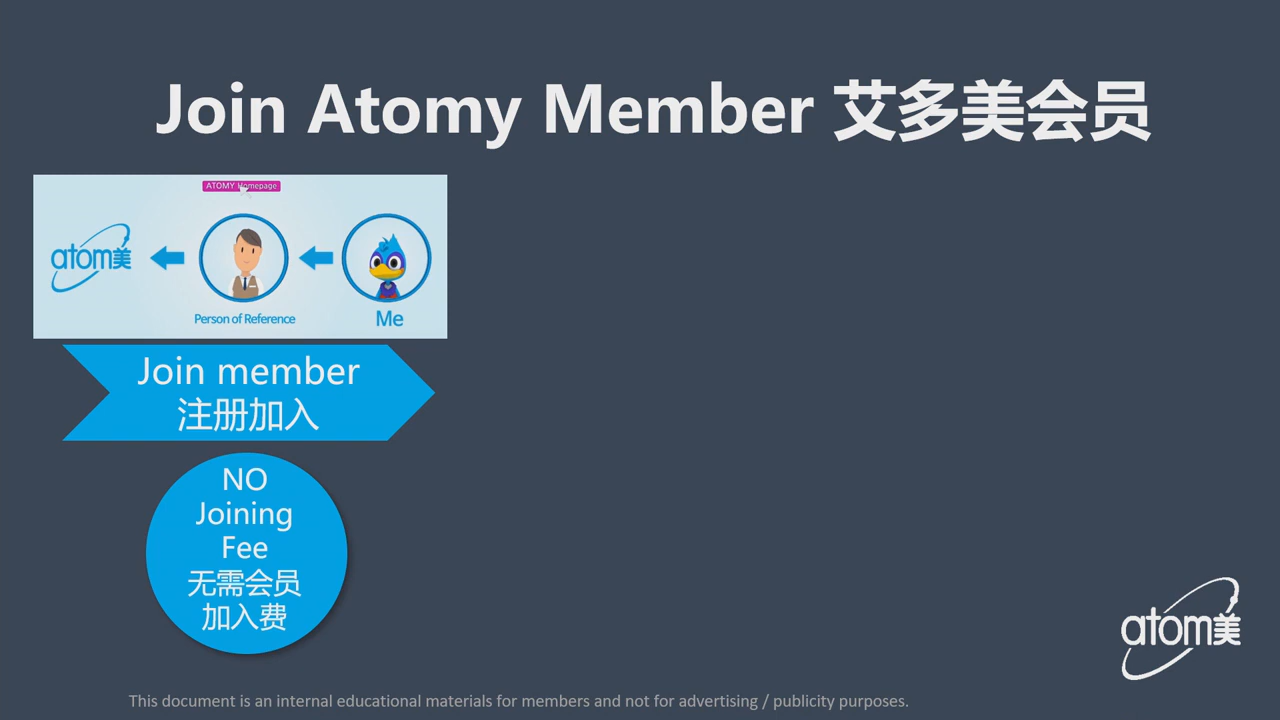 Join Atomy Member 艾多美会员
ATOMY Homepage
atom美
Person of Reference
Me
Join member
注册加入
NO
Joining
Fee
无需会员
加入费
atom美
This document is an internal educational materials for members and not for advertising / publicity purposes.